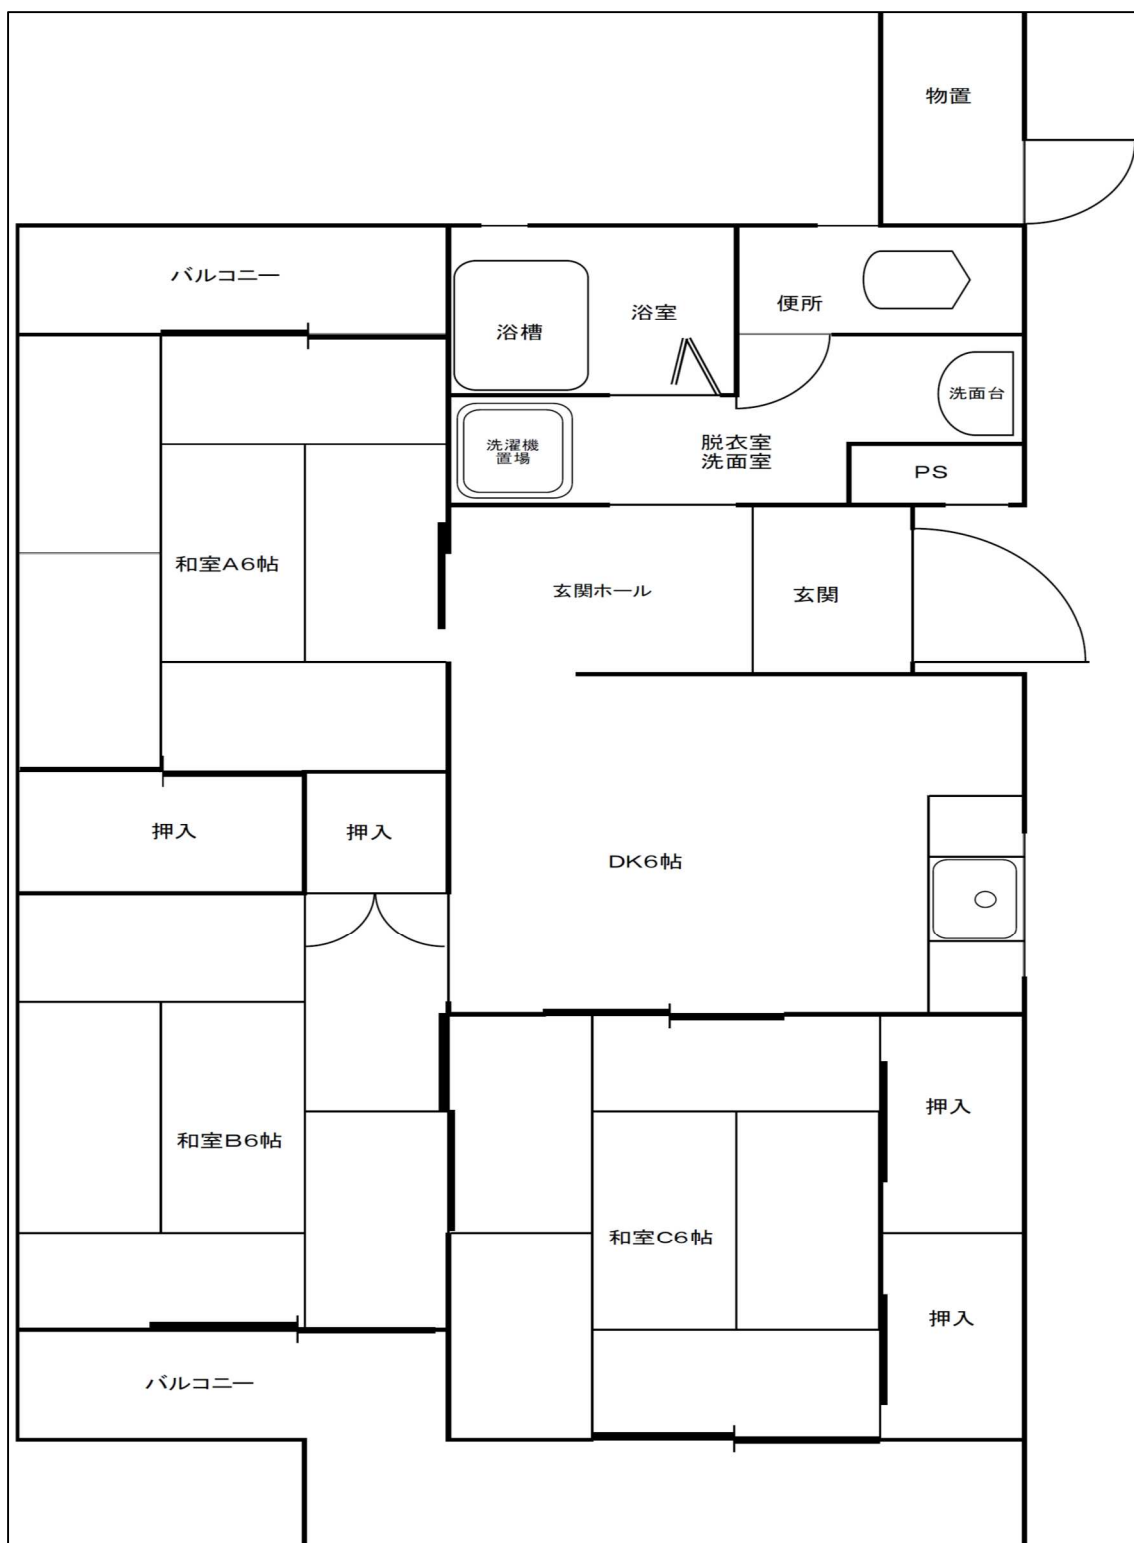 物置
バルコニー
浴槽
浴室
便所
洗面台
洗濯機
置場
脱衣室
洗面室
PS
和室A6帖
玄関ホール
玄関
押入
押入
DK6帖
和室B6帖
押入
和室C6帖
押入
バルコニー